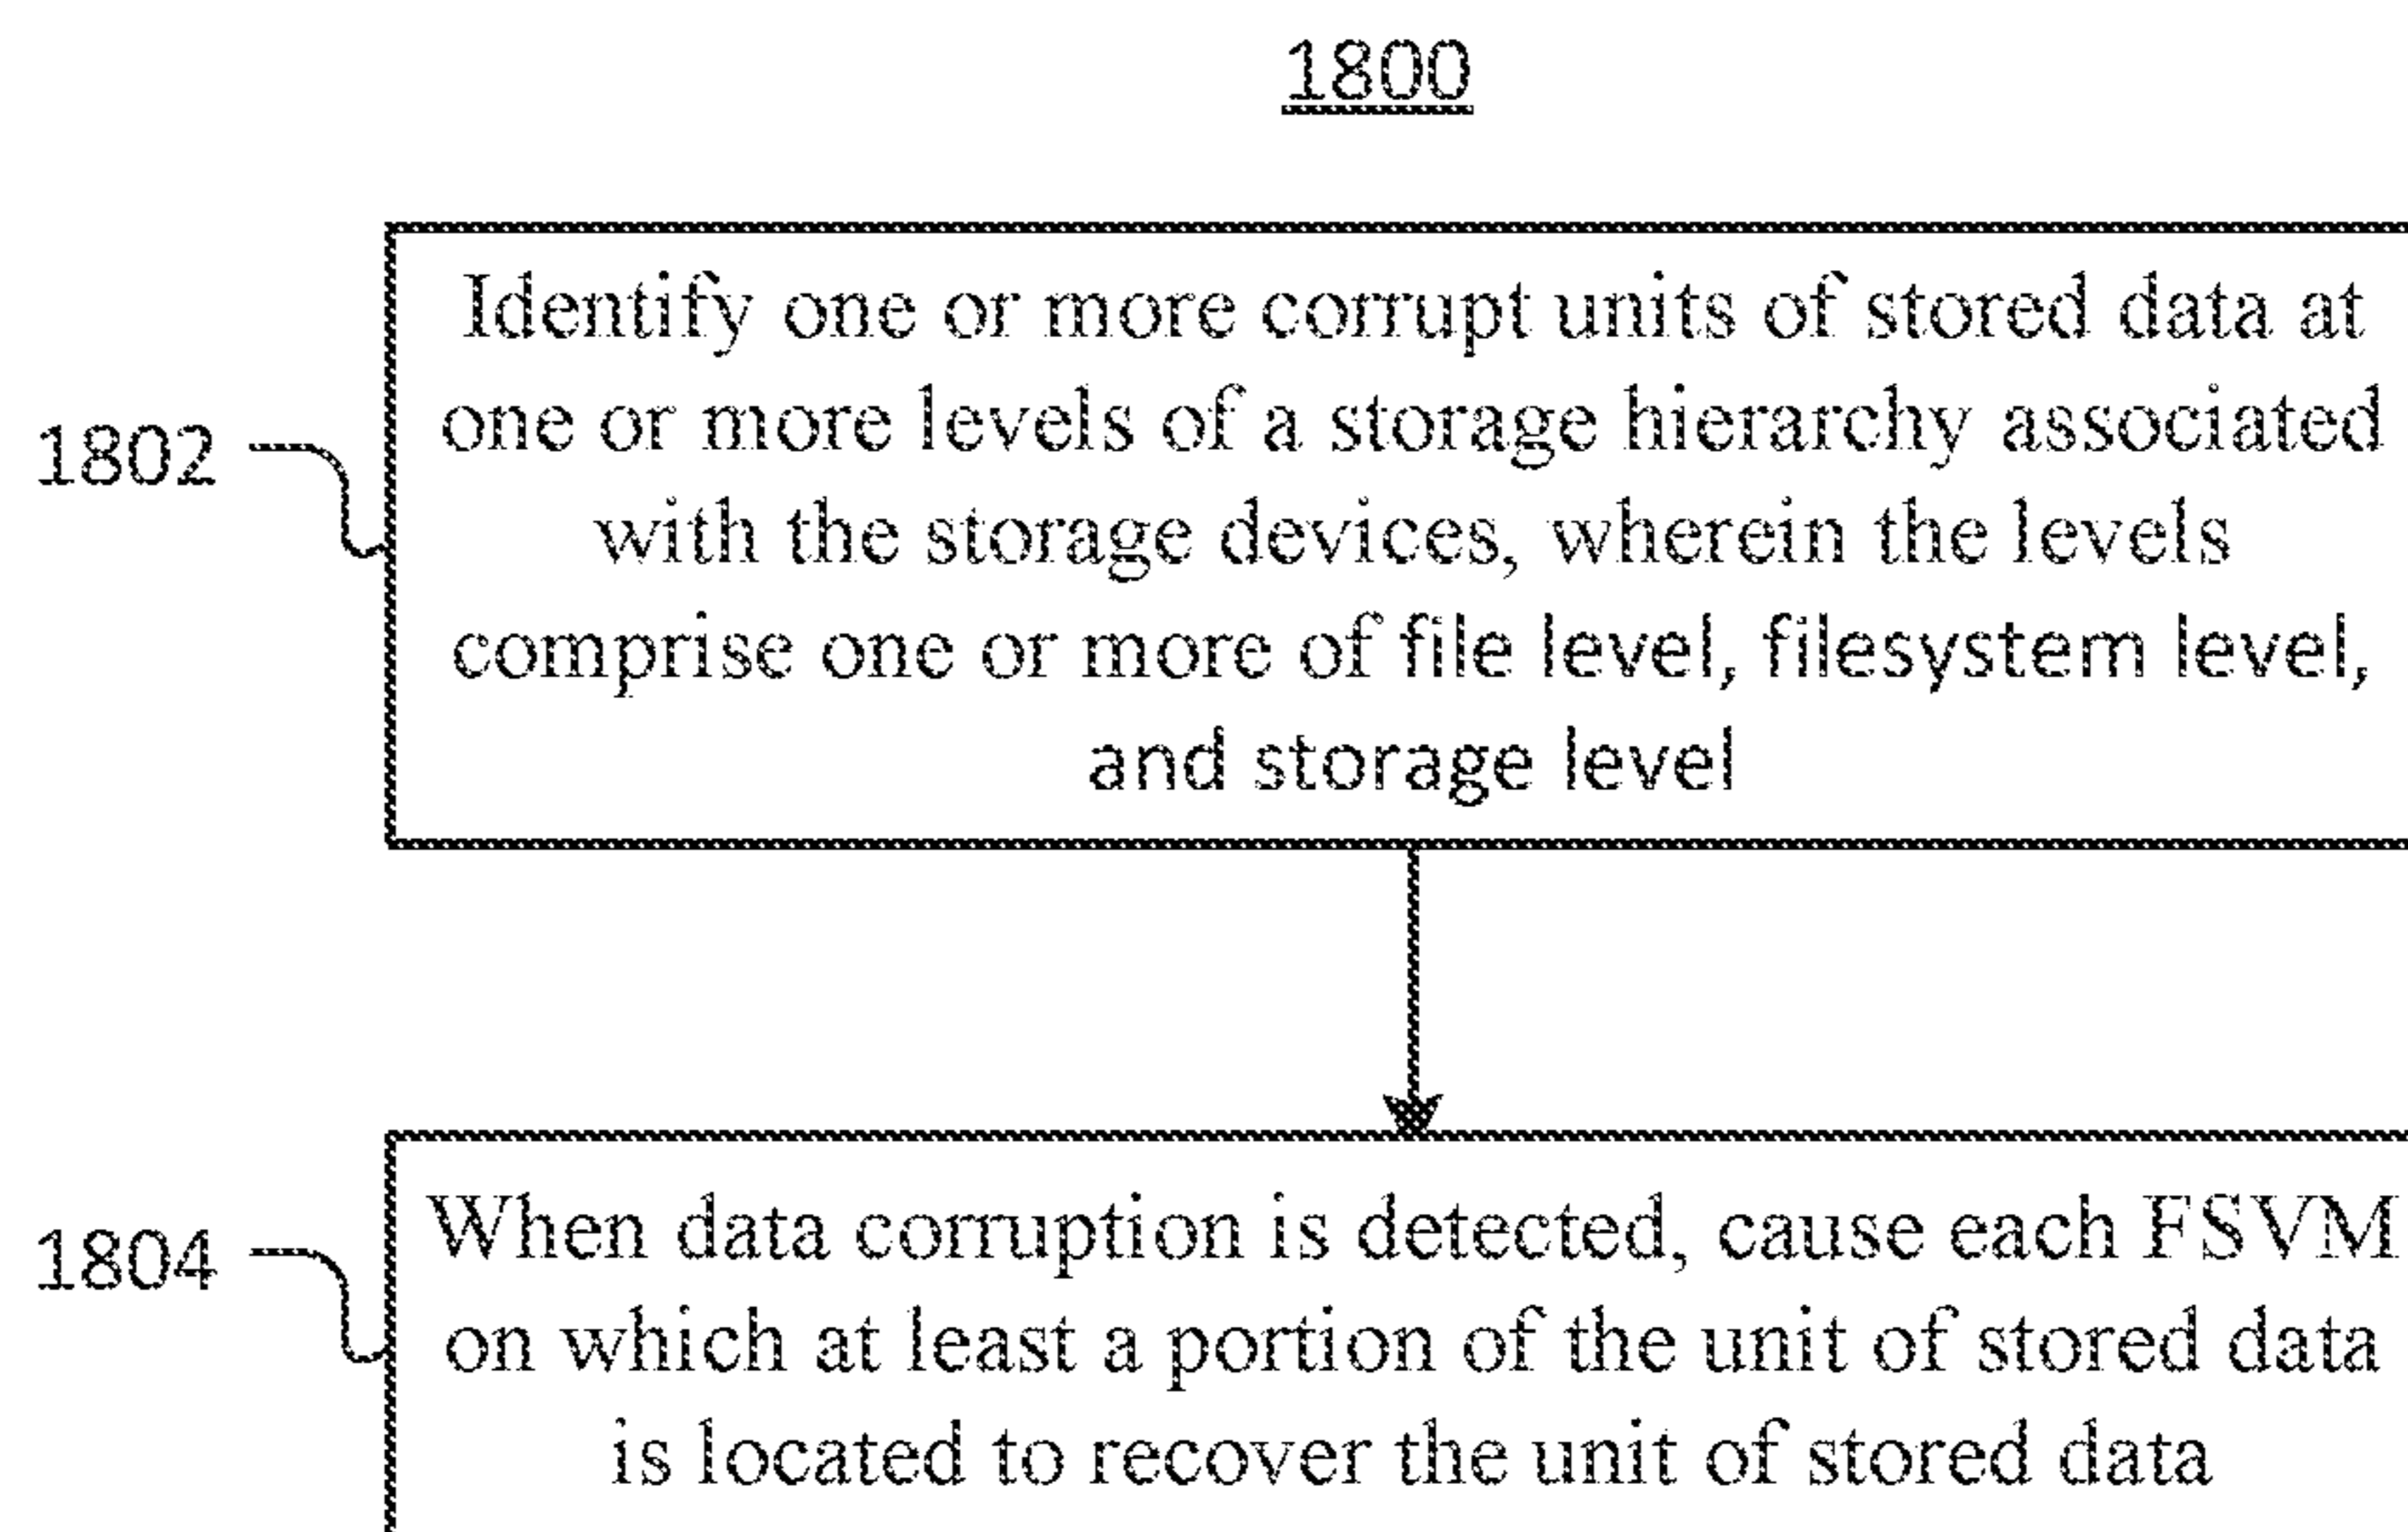 1800
Identify one or more corrupt units of stored data at
one or more levels of a storage hierarchy associated
1802
with the storage devices, wherein the levels
comprise one or more of file level, filesystem level,
and storage level
When data corruption is detected, cause each FSVM
1804
on which at least a portion of the unit of stored data
is located to recover the unit of stored data